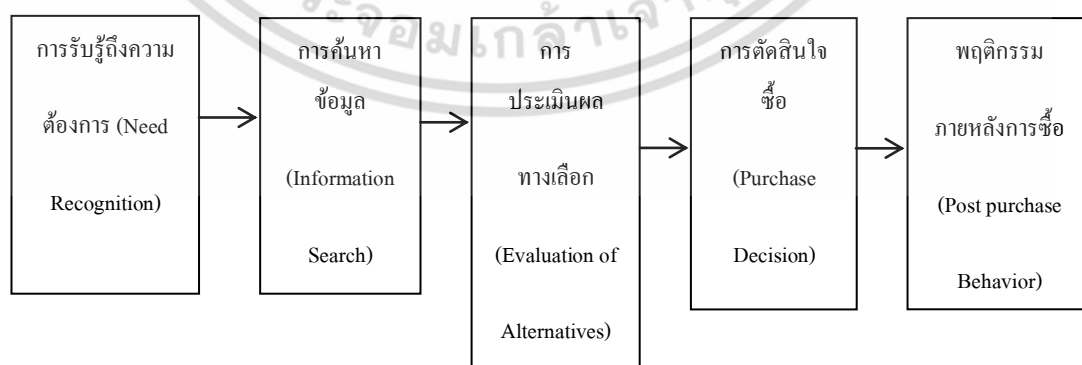 การรับรู้ถึงความ
ต้องการ (Need
Recognition)
การค้นหา
ข้อมูล
(Information
Search)
การ
ประเมินผล
ทางเลือก
(Evaluation of
Alternatives)
การตัดสินใจ
ซื้อ
(Purchase
Decision)
พฤติกรรม
ภายหลังการซื้อ
(Post purchase
Behavior)